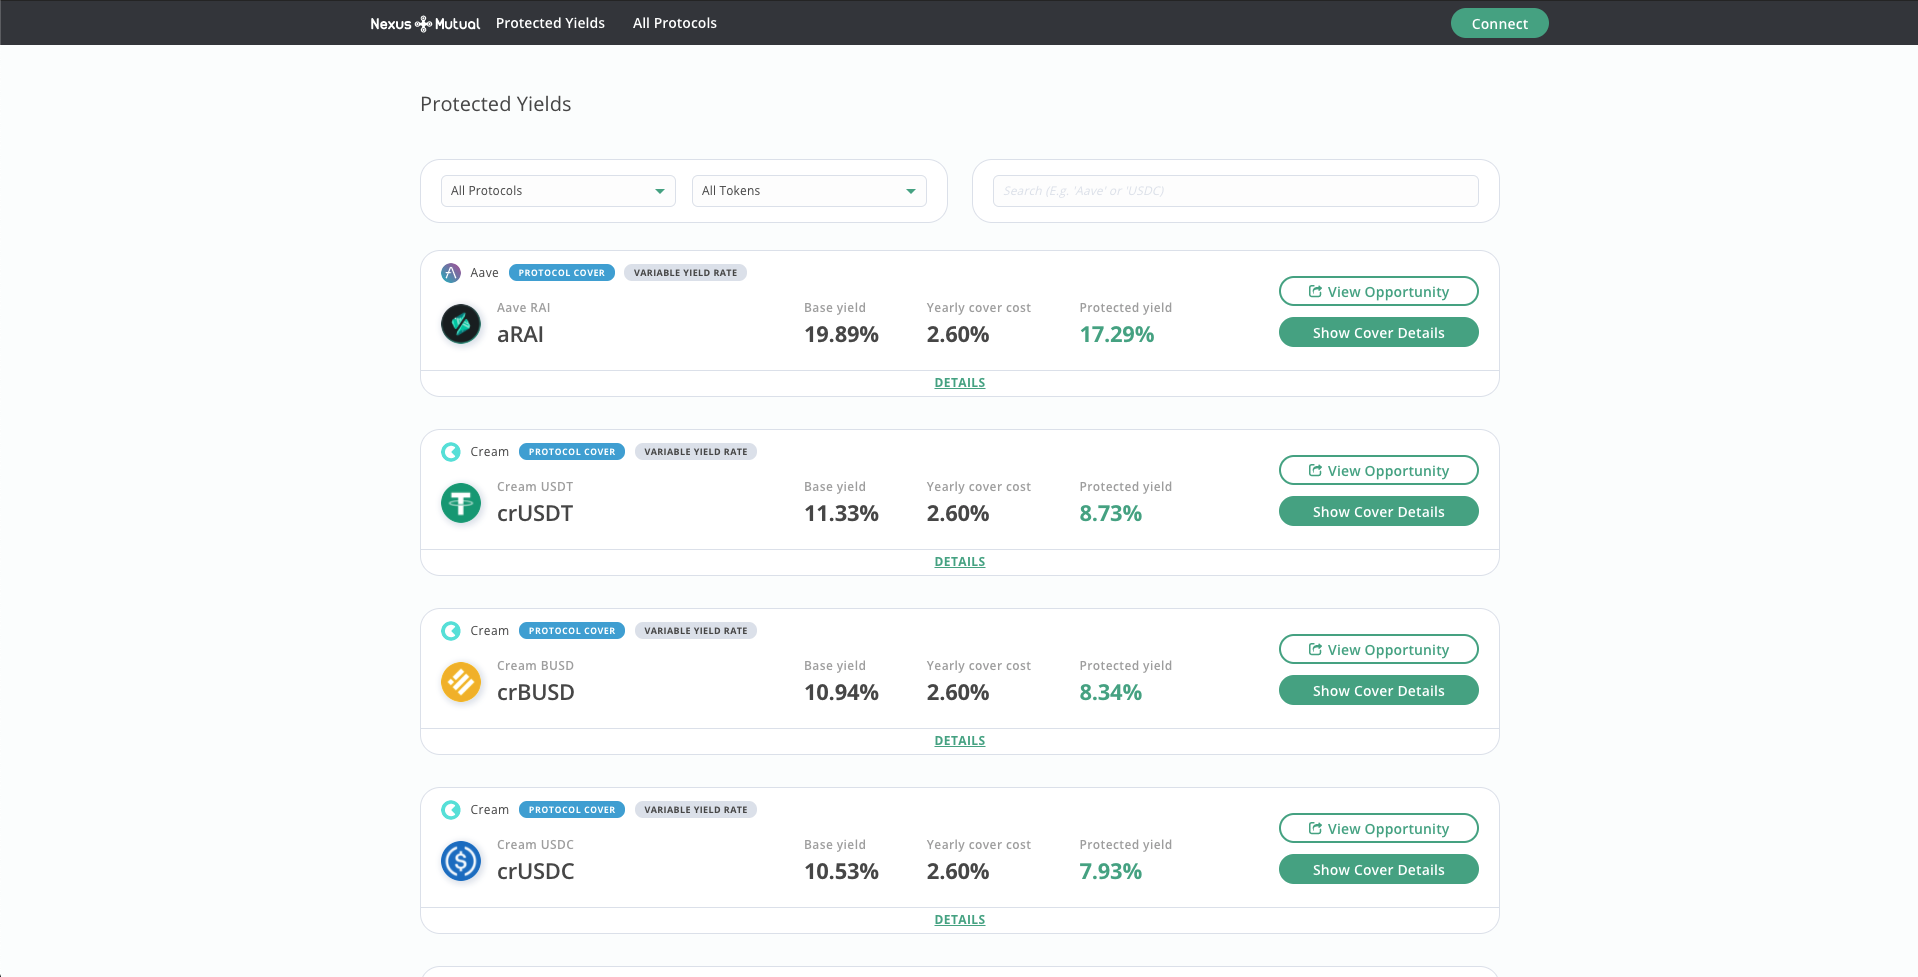 Nexus Mutual Protected Yields All Protocols Connect
Protected Yields
All Protocols All Tokens Search (E.g. 'Aave' or 'USDC)
Aave PROTOCOL COVER VARIABLE YIELD RATE
View Opportunity
Aave RAI Base yield Yearly cover cost Protected yield
aRAI 19.89% 2.60% 17.29%
Show Cover Details
DETAILS
Cream PROTOCOL COVER VARIABLE YIELD RATE
View Opportunity
Cream USDT Base yield Yearly cover cost Protected yield
crUSDT 11.33% 2.60% 8.73%
Show Cover Details
DETAILS
Cream PROTOCOL COVER VARIABLE YIELD RATE
View Opportunity
Cream BUSD Base yield Yearly cover cost Protected yield
crBUSD 10.94% 2.60% 8.34%
Show Cover Details
DETAILS
Cream PROTOCOL COVER VARIABLE YIELD RATE
View Opportunity
Cream USDC Base yield Yearly cover cost Protected yield
crUSDC 10.53% 2.60% 7.93%
Show Cover Details
DETAILS